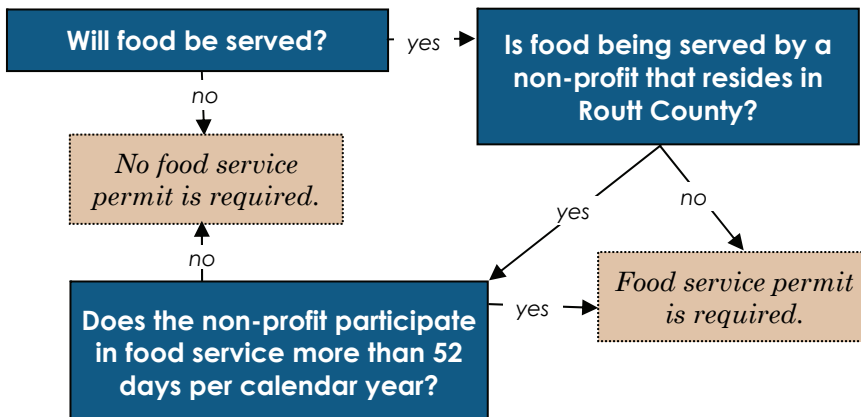 Will food be served?
yes
Is food being served by a
non-profit that resides in
Routt County?
no
No food service
permit is required.
yes
no
no
Food service permit
is required.
Does the non-profit participate
in food service more than 52
days per calendar year?
yes